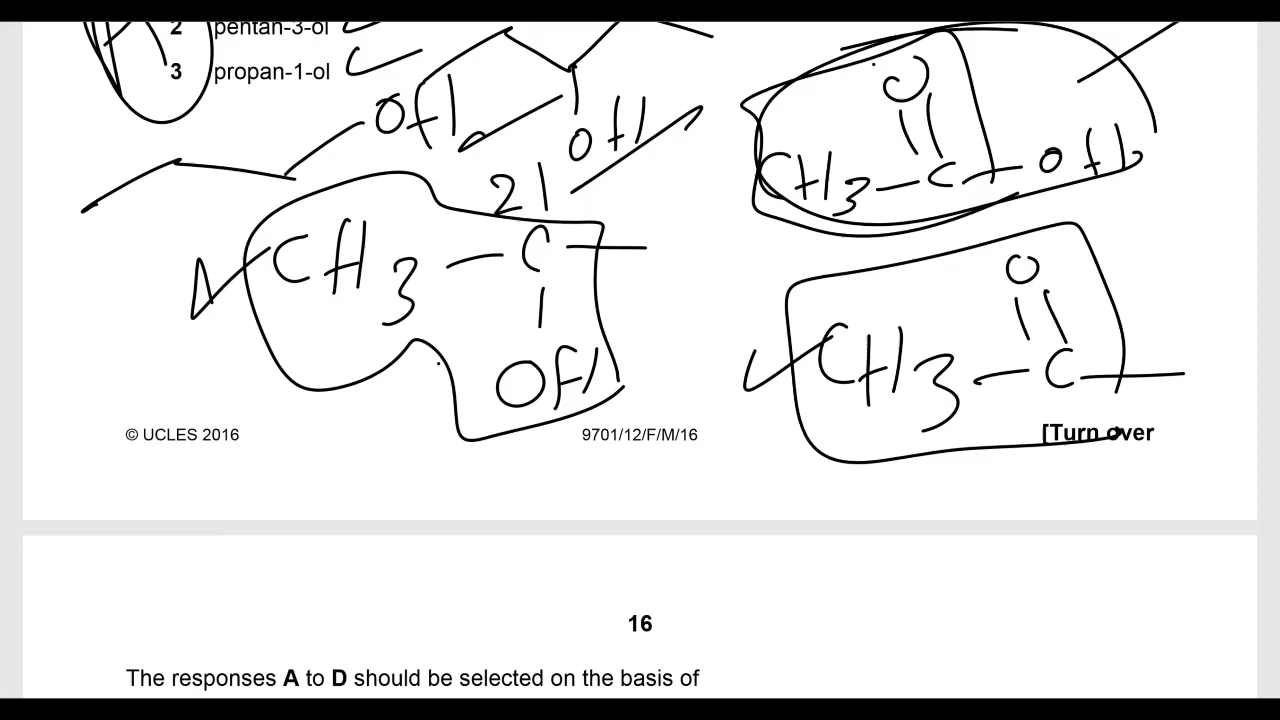 2 pentan-3-ol
3 propan-1-ol
OH
OH
O
CH3-C-OH
21
CH3-C-
OH
O
CH3-C-
© UCLES 2016 9701/12/F/M/16 [Turn over
16
The responses A to D should be selected on the basis of